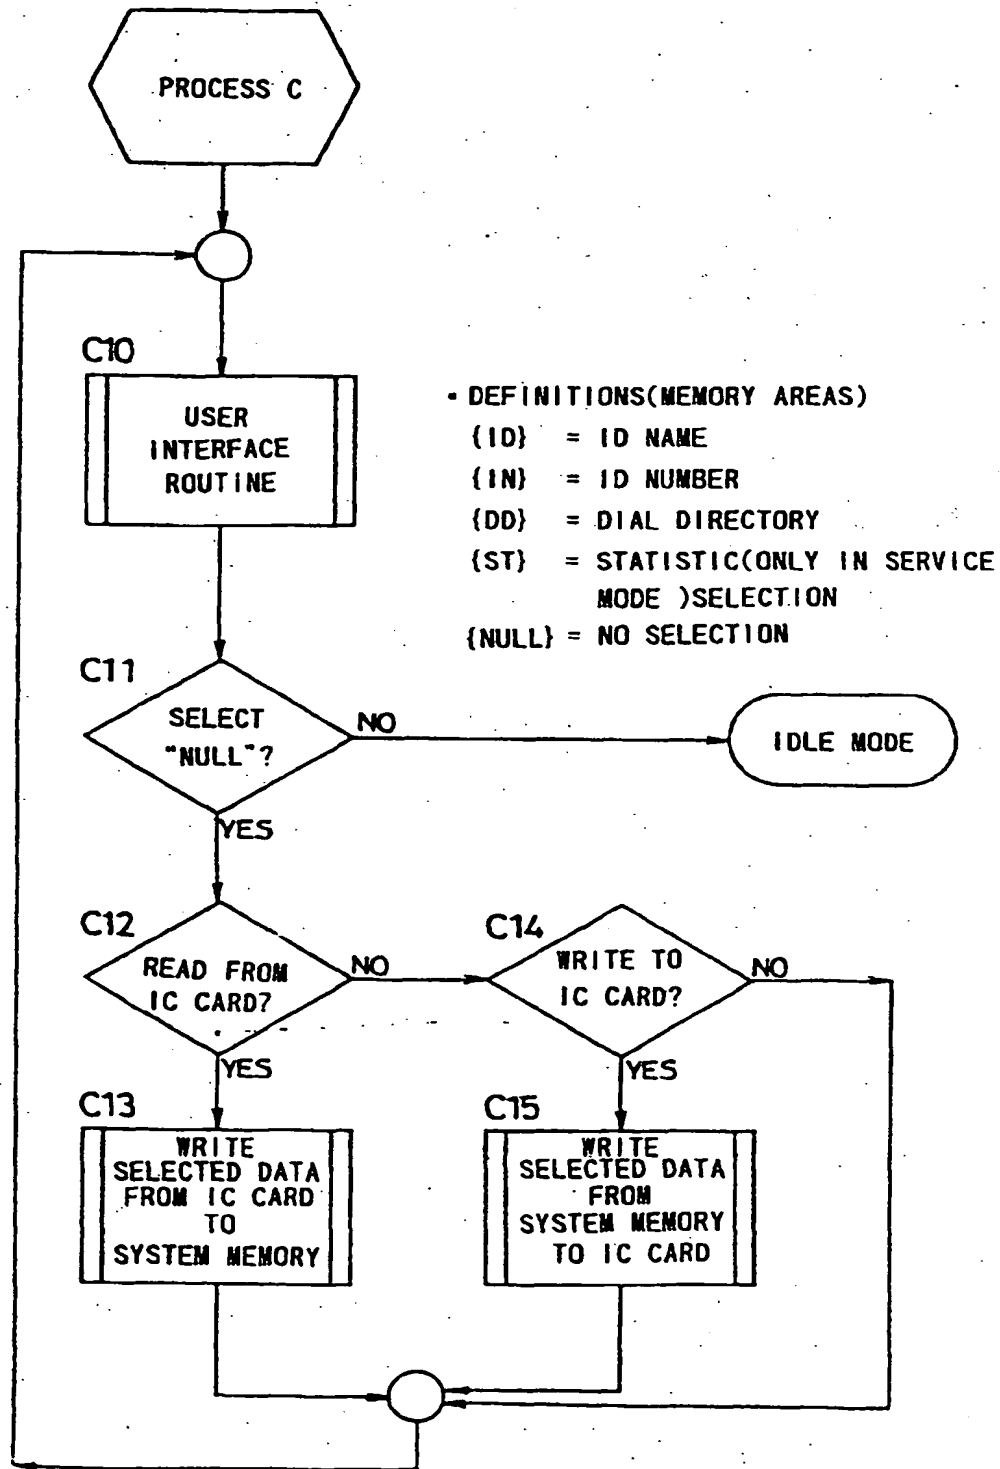 PROCESS C
C10
USER
INTERFACE
ROUTINE
• DEFINITIONS(MEMORY AREAS)
{ID} = ID NAME
{IN} = ID NUMBER
{DD} = DIAL DIRECTORY
{ST} = STATISTIC(ONLY IN SERVICE
MODE )SELECTION
{NULL} = NO SELECTION
C11
SELECT
"NULL"?
NO
IDLE MODE
YES
C12
READ FROM
IC CARD?
NO
C14
WRITE TO
IC CARD?
NO
YES
YES
C13
WRITE
SELECTED DATA
FROM IC CARD
TO
SYSTEM MEMORY
C15
WRITE
SELECTED DATA
FROM
SYSTEM MEMORY
TO IC CARD